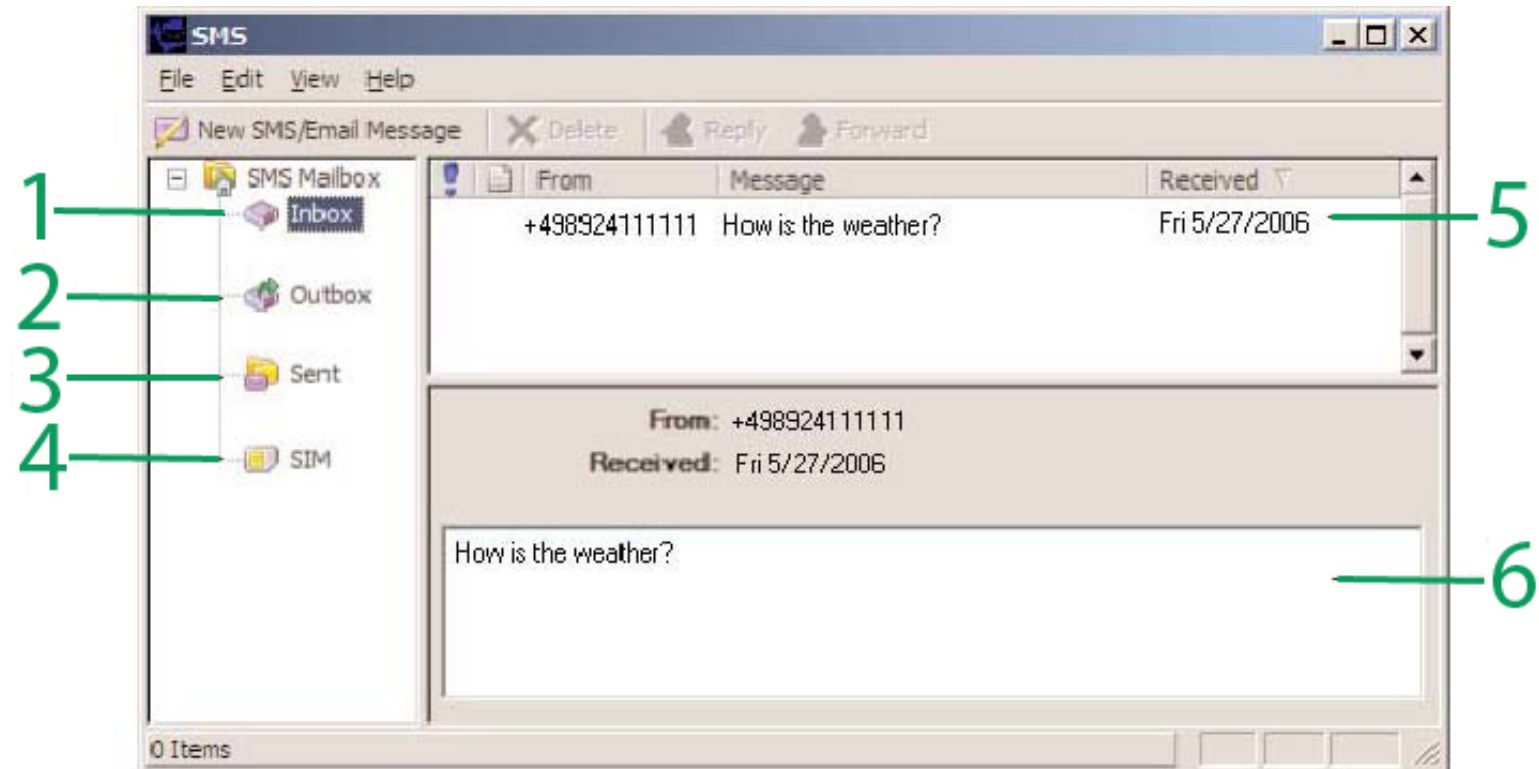 SMS
File Edit View Help
New SMS/Email Message Delete Reply Forward
SMS Mailbox
1 Inbox
2 Outbox
3 Sent
4 SIM
! From Message Received
+498924111111 How is the weather? Fri 5/27/2006 5
From: +498924111111
Received: Fri 5/27/2006
How is the weather?
6
0 Items